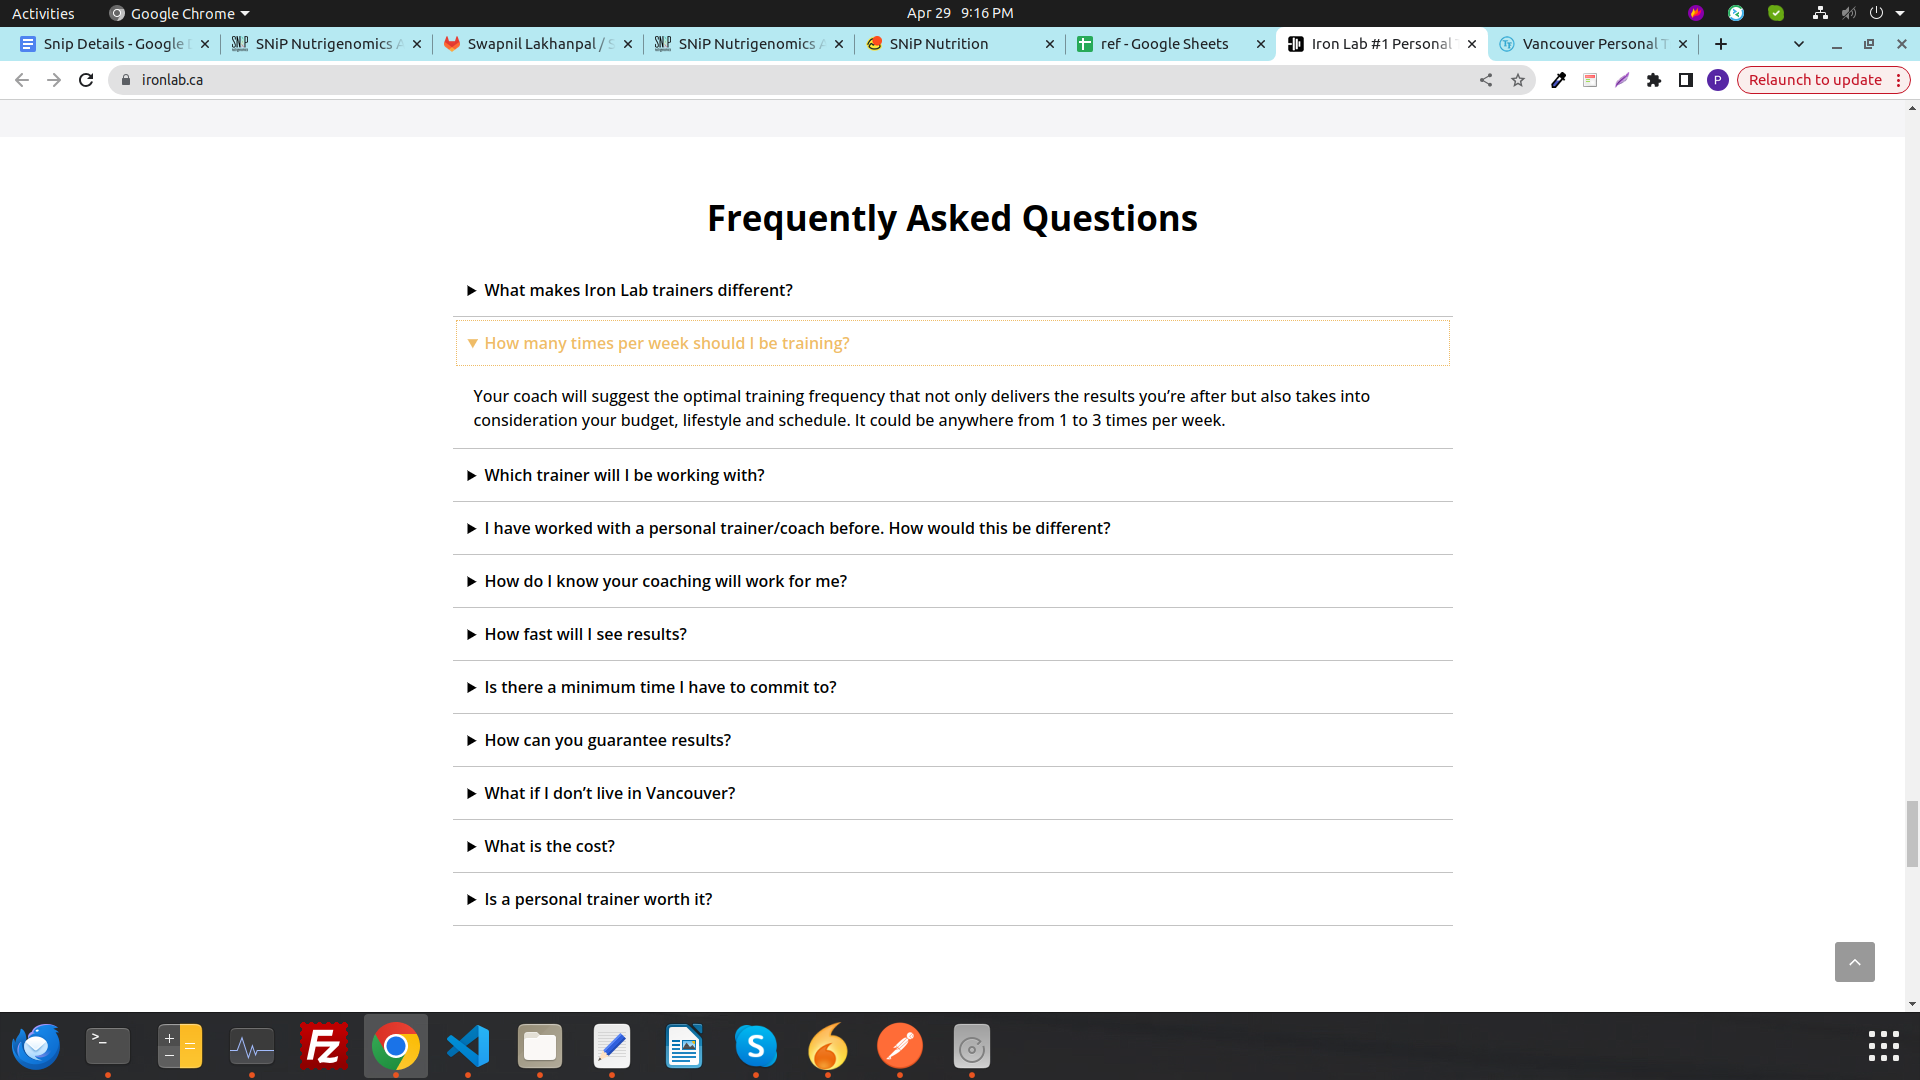 Activities
Google Chrome
Apr 29 9:16 PM
Snip Details - Google
SNiP Nutrigenomics
Swapnil Lakhanpal /
SNiP Nutrigenomics
SNiP Nutrition
ref - Google Sheets
Iron Lab #1 Personal
Vancouver Personal
ironlab.ca
P
Relaunch to update
Frequently Asked Questions
What makes Iron Lab trainers different?
How many times per week should I be training?
Your coach will suggest the optimal training frequency that not only delivers the results you’re after but also takes into
consideration your budget, lifestyle and schedule. It could be anywhere from 1 to 3 times per week.
Which trainer will I be working with?
I have worked with a personal trainer/coach before. How would this be different?
How do I know your coaching will work for me?
How fast will I see results?
Is there a minimum time I have to commit to?
How can you guarantee results?
What if I don’t live in Vancouver?
What is the cost?
Is a personal trainer worth it?